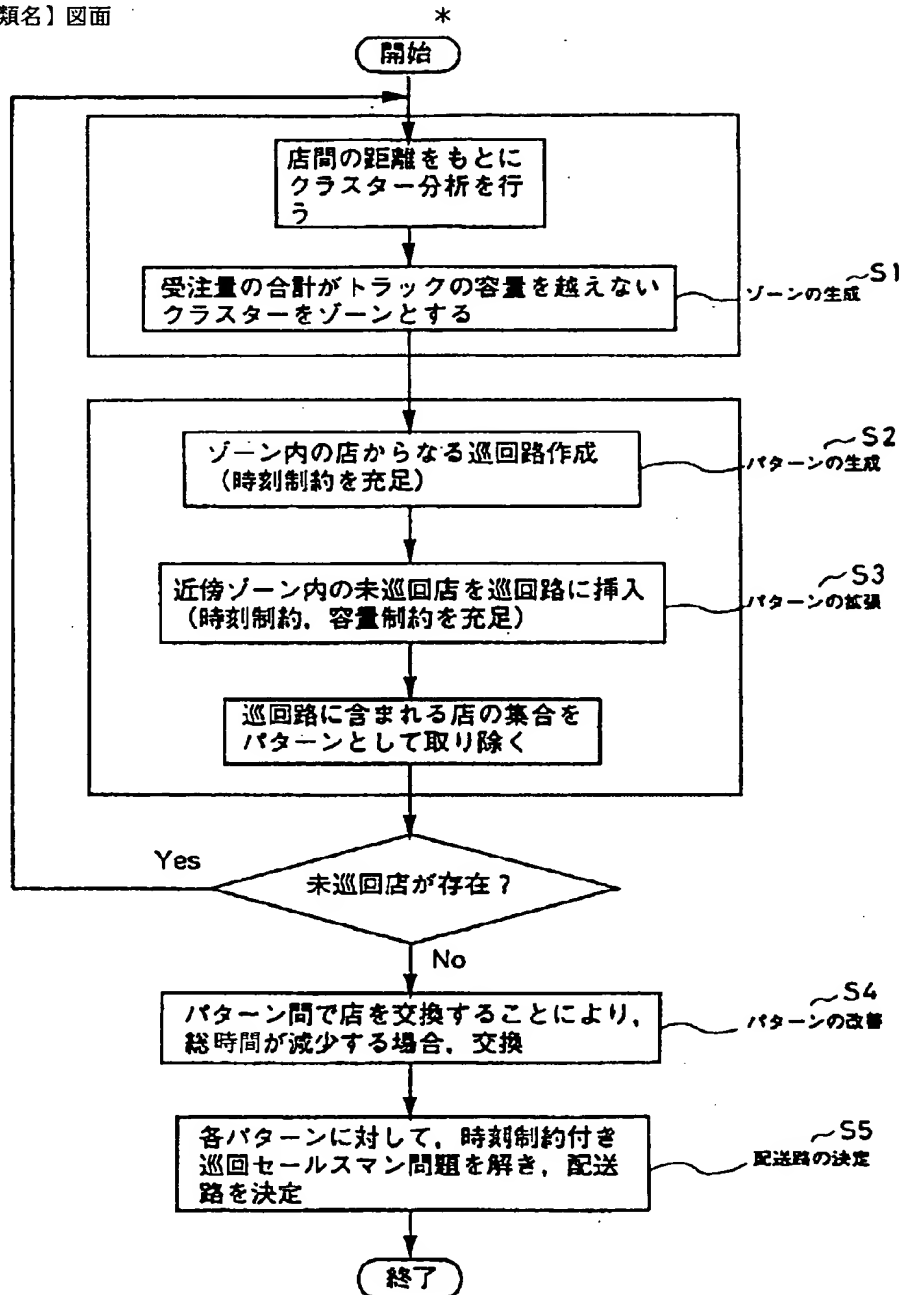 類名】図面
*
開始
店間の距離をもとに
クラスター分析を行
う
受注量の合計がトラックの容量を越えない
クラスターをゾーンとする
S1
ゾーンの生成
ゾーン内の店からなる巡回路作成
(時刻制約を充足)
S2
パターンの生成
近傍ゾーン内の未巡回店を巡回路に挿入
(時刻制約,容量制約を充足)
S3
パターンの拡張
巡回路に含まれる店の集合を
パターンとして取り除く
Yes
未巡回店が存在?
No
パターン間で店を交換することにより,
総時間が減少する場合,交換
S4
パターンの改善
各パターンに対して,時刻制約付き
巡回セールスマン問題を解き,配送
路を決定
S5
配送路の決定
終了